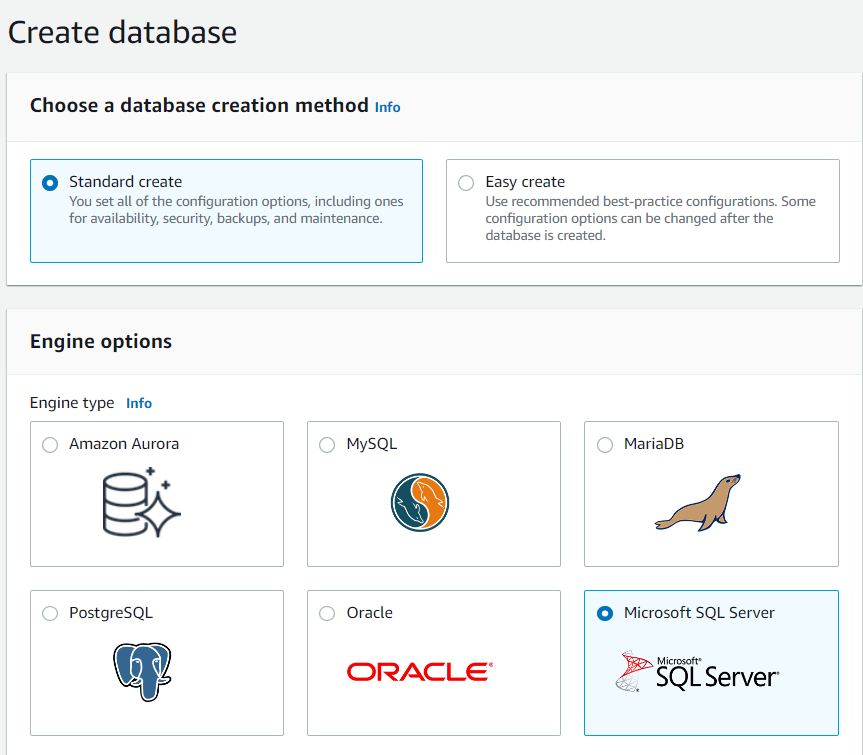 Create database
Choose a database creation method Info
Standard create
You set all of the configuration options, including ones
for availability, security, backups, and maintenance.
Easy create
Use recommended best-practice configurations. Some
configuration options can be changed after the
database is created.
Engine options
Engine type Info
Amazon Aurora
MySQL
MariaDB
PostgreSQL
Oracle
ORACLE®
Microsoft SQL Server
Microsoft®
SQL Server®